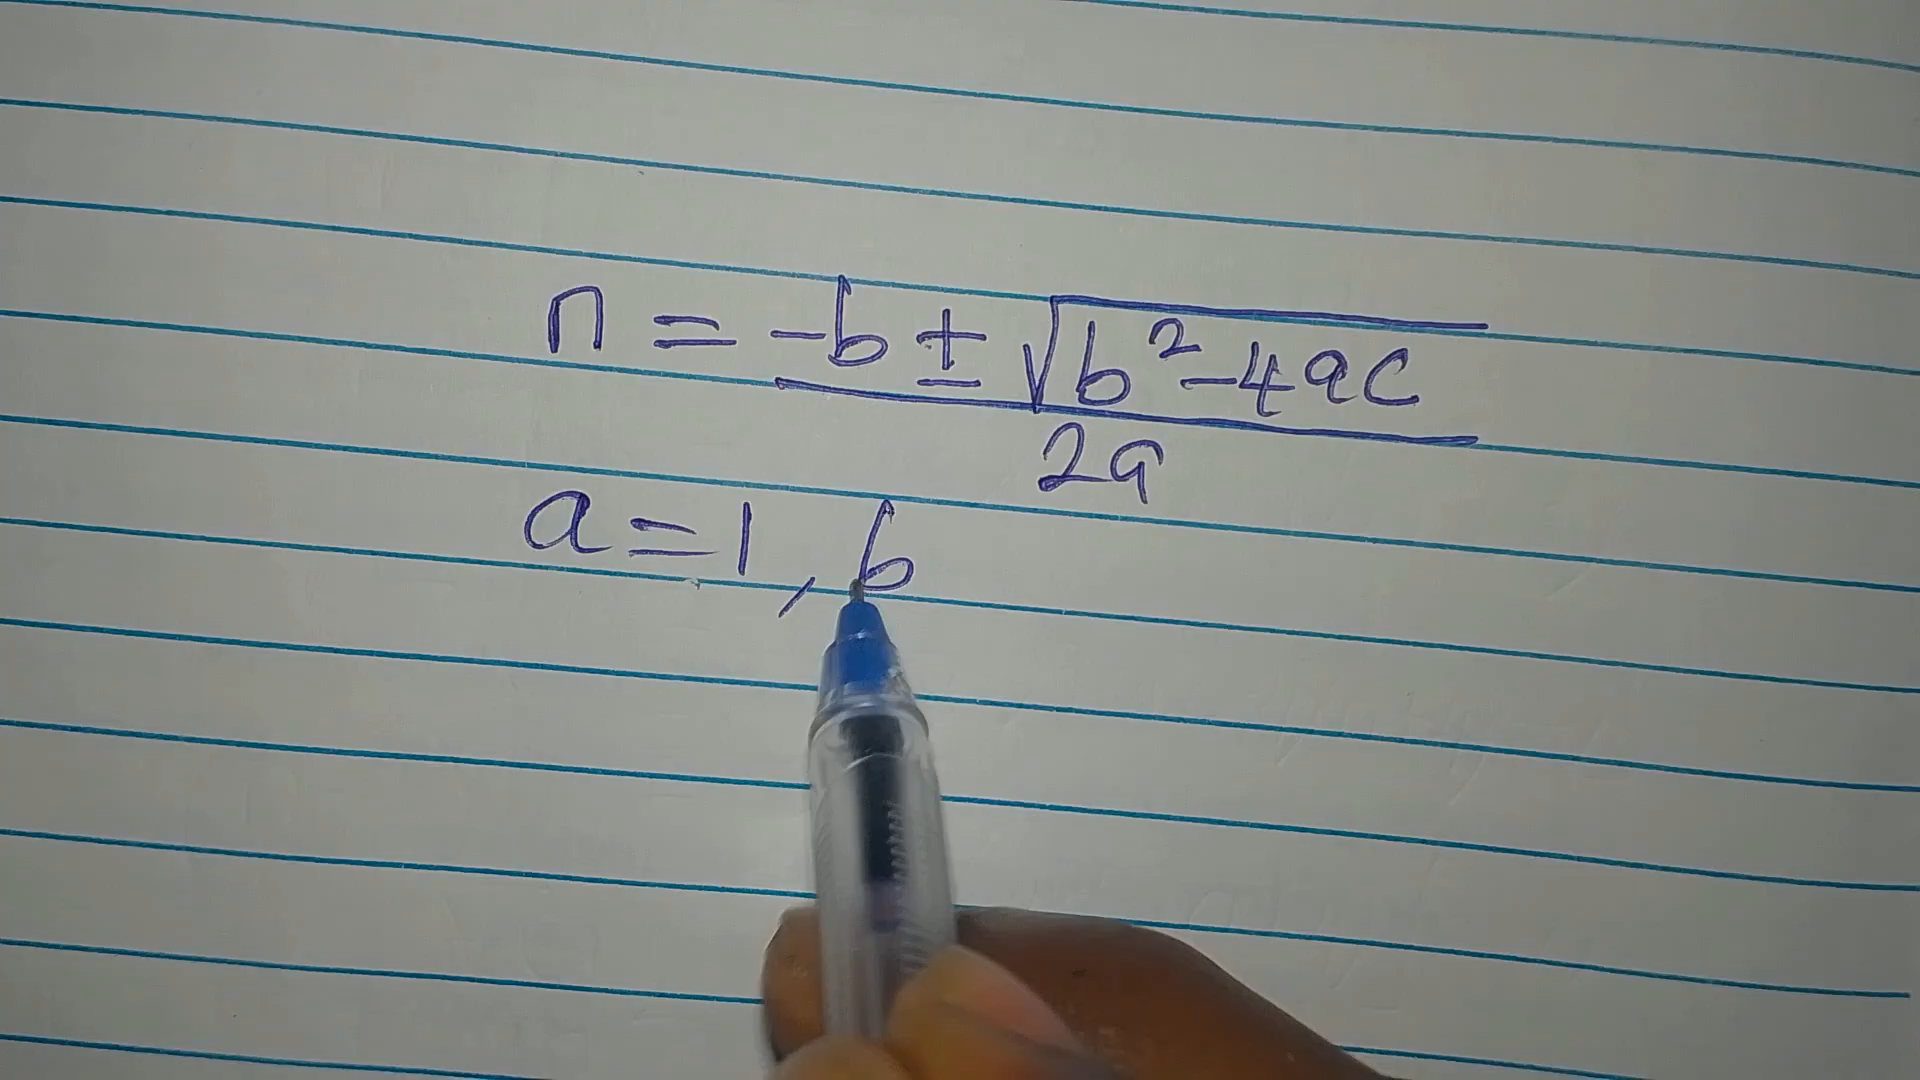 n = -b ± √b²-4ac
2a
a = 1, b